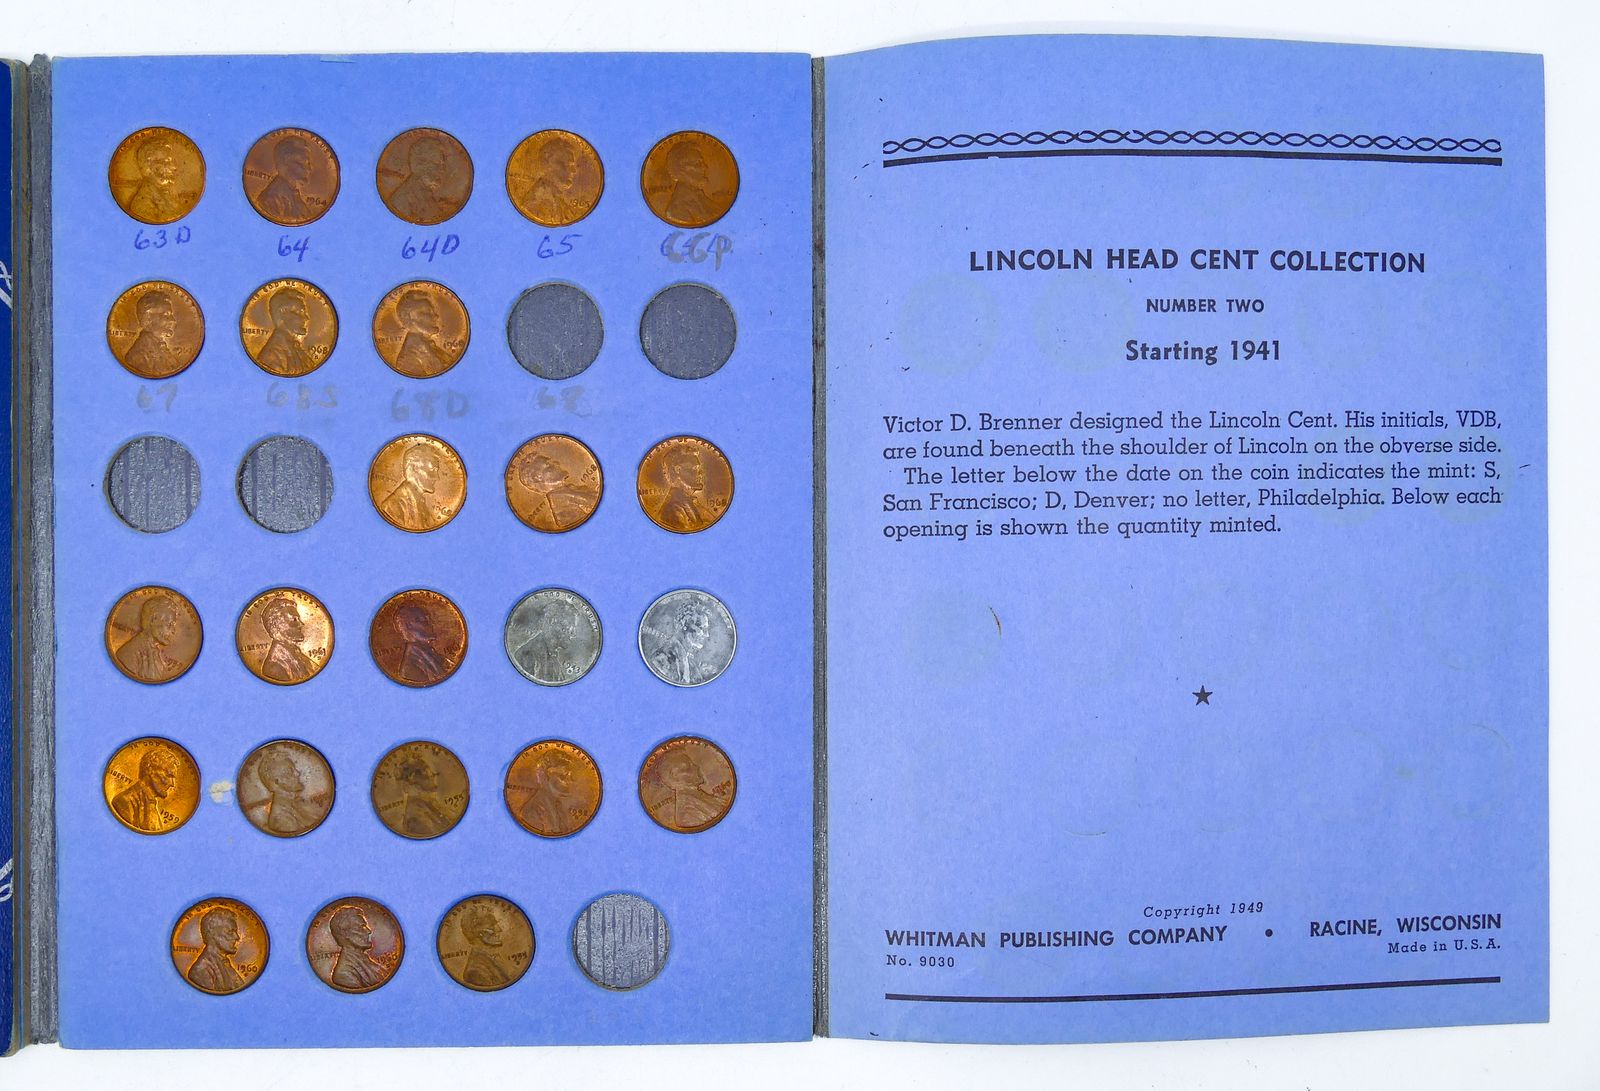 63D 64 64D 65
67 68S 68D 68
LINCOLN HEAD CENT COLLECTION
NUMBER TWO
Starting 1941
Victor D. Brenner designed the Lincoln Cent. His initials, VDB,
are found beneath the shoulder of Lincoln on the obverse side.
The letter below the date on the coin indicates the mint: S,
San Francisco; D, Denver; no letter, Philadelphia. Below each
opening is shown the quantity minted.
Copyright 1949
WHITMAN PUBLISHING COMPANY • RACINE, WISCONSIN
No. 9030 Made in U.S.A.